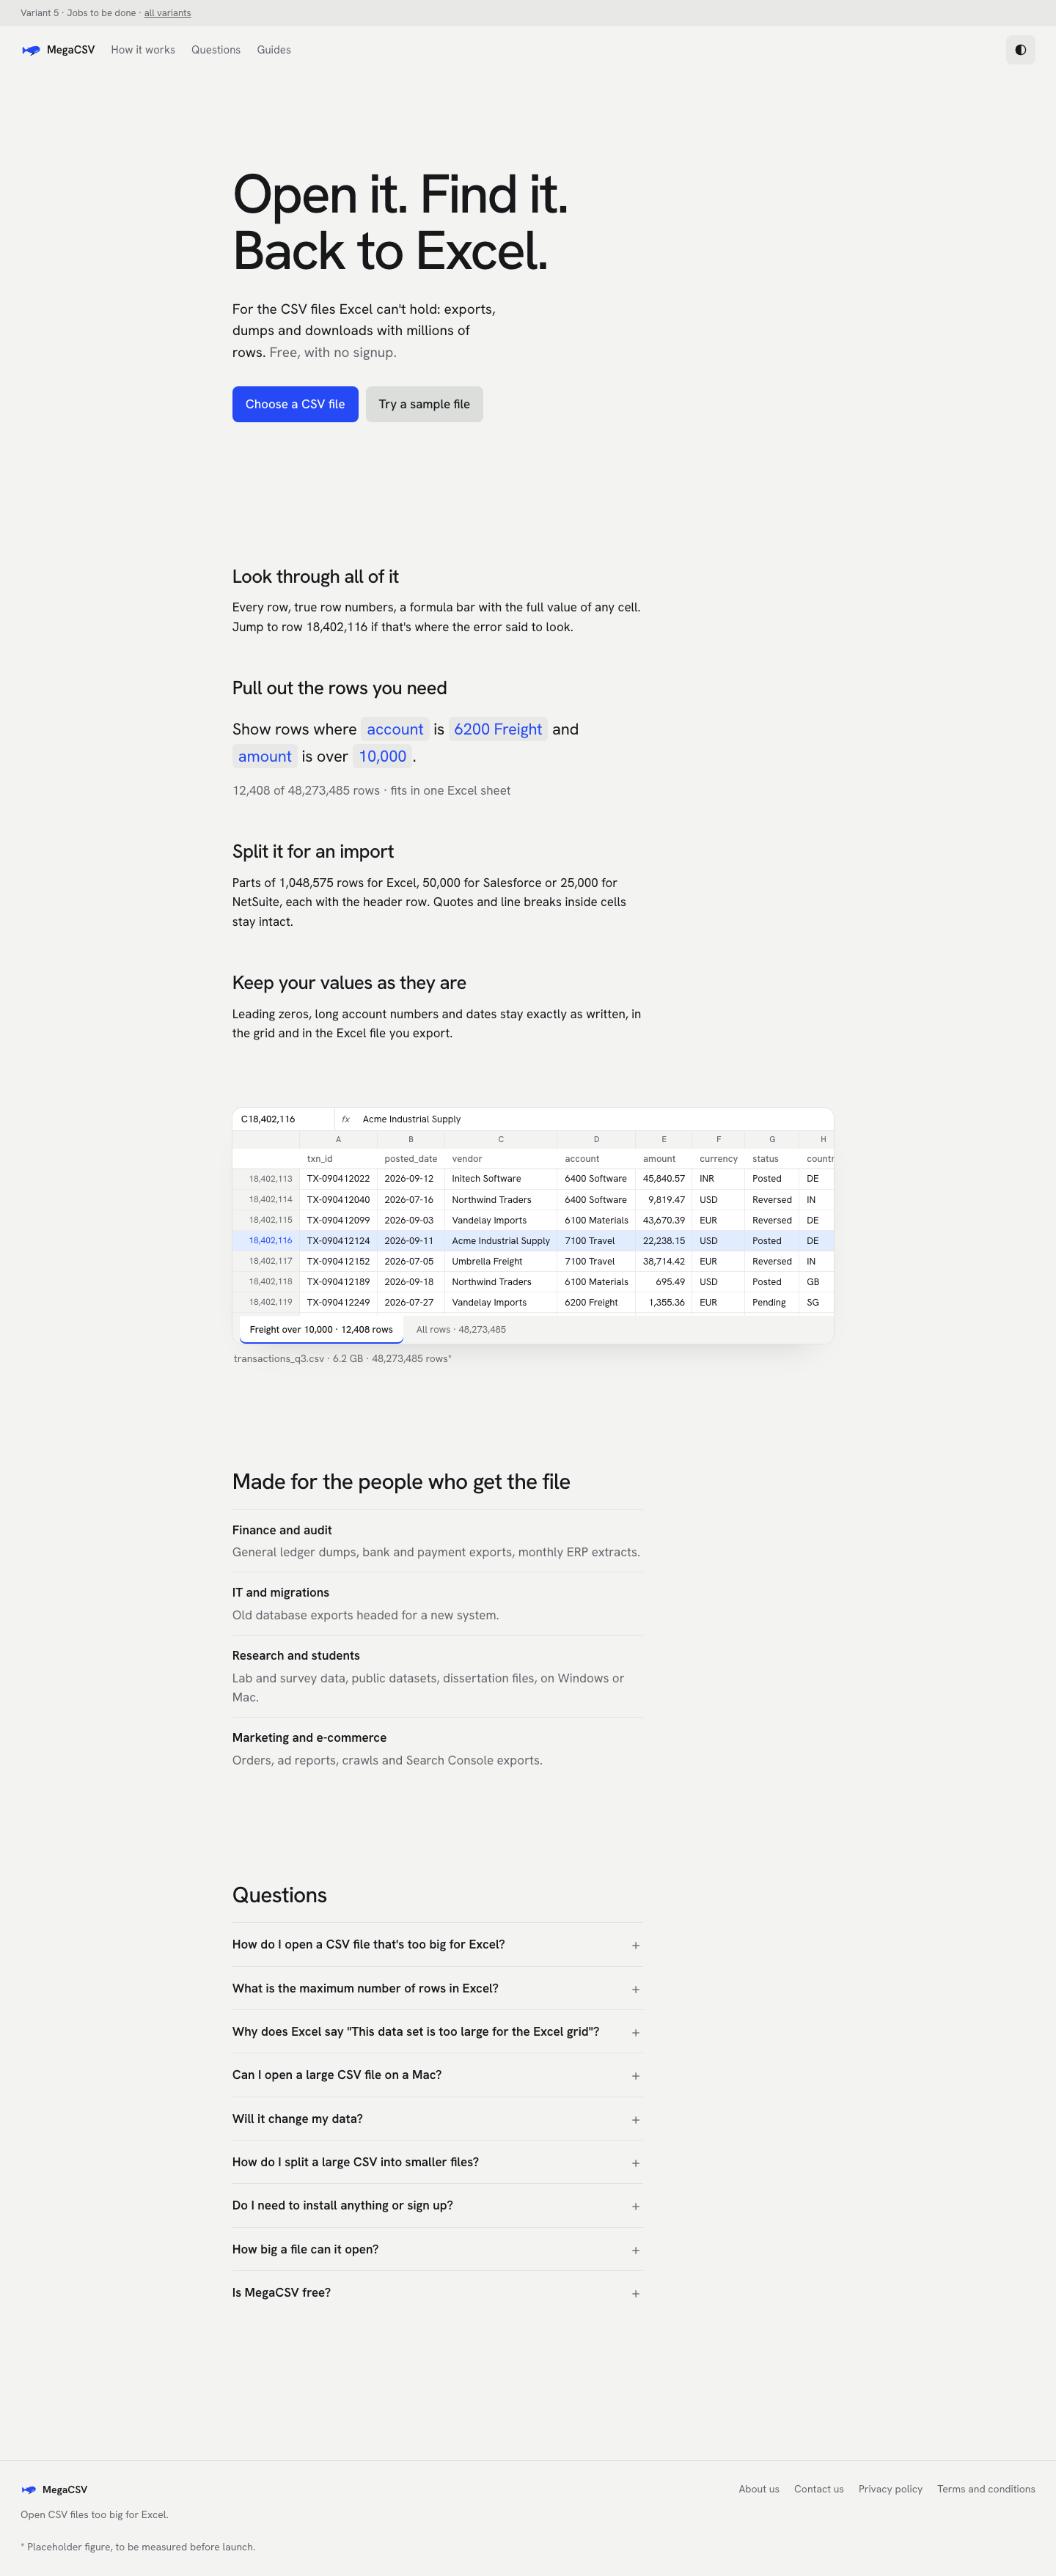 Variant 5 · Jobs to be done · all variants
MegaCSV How it works Questions Guides
Open it. Find it.
Back to Excel.
For the CSV files Excel can't hold: exports,
dumps and downloads with millions of
rows. Free, with no signup.
Choose a CSV file Try a sample file
Look through all of it
Every row, true row numbers, a formula bar with the full value of any cell.
Jump to row 18,402,116 if that's where the error said to look.
Pull out the rows you need
Show rows where account is 6200 Freight and
amount is over 10,000.
12,408 of 48,273,485 rows · fits in one Excel sheet
Split it for an import
Parts of 1,048,575 rows for Excel, 50,000 for Salesforce or 25,000 for
NetSuite, each with the header row. Quotes and line breaks inside cells
stay intact.
Keep your values as they are
Leading zeros, long account numbers and dates stay exactly as written, in
the grid and in the Excel file you export.
C18,402,116 fx Acme Industrial Supply
A B C D E F G H
txn_id posted_date vendor account amount currency status countr
18,402,113 TX-090412022 2026-09-12 Initech Software 6400 Software 45,840.57 INR Posted DE
18,402,114 TX-090412040 2026-07-16 Northwind Traders 6400 Software 9,819.47 USD Reversed IN
18,402,115 TX-090412099 2026-09-03 Vandelay Imports 6100 Materials 43,670.39 EUR Reversed DE
18,402,116 TX-090412124 2026-09-11 Acme Industrial Supply 7100 Travel 22,238.15 USD Posted DE
18,402,117 TX-090412152 2026-07-05 Umbrella Freight 7100 Travel 38,714.42 EUR Reversed IN
18,402,118 TX-090412189 2026-09-18 Northwind Traders 6100 Materials 695.49 USD Posted GB
18,402,119 TX-090412249 2026-07-27 Vandelay Imports 6200 Freight 1,355.36 EUR Pending SG
Freight over 10,000 · 12,408 rows All rows · 48,273,485
transactions_q3.csv · 6.2 GB · 48,273,485 rows*
Made for the people who get the file
Finance and audit
General ledger dumps, bank and payment exports, monthly ERP extracts.
IT and migrations
Old database exports headed for a new system.
Research and students
Lab and survey data, public datasets, dissertation files, on Windows or
Mac.
Marketing and e-commerce
Orders, ad reports, crawls and Search Console exports.
Questions
How do I open a CSV file that's too big for Excel? +
What is the maximum number of rows in Excel? +
Why does Excel say "This data set is too large for the Excel grid"? +
Can I open a large CSV file on a Mac? +
Will it change my data? +
How do I split a large CSV into smaller files? +
Do I need to install anything or sign up? +
How big a file can it open? +
Is MegaCSV free? +
MegaCSV About us Contact us Privacy policy Terms and conditions
Open CSV files too big for Excel.
* Placeholder figure, to be measured before launch.